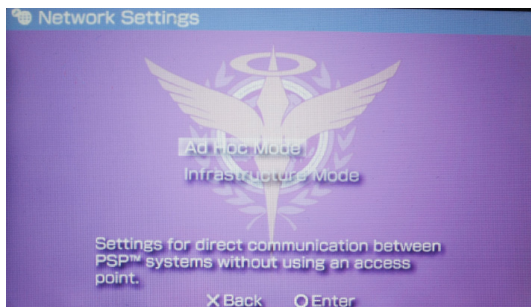 Network Settings
Ad Hoc Mode
Infrastructure Mode
Settings for direct communication between
PSP™ systems without using an access
point.
X Back O Enter